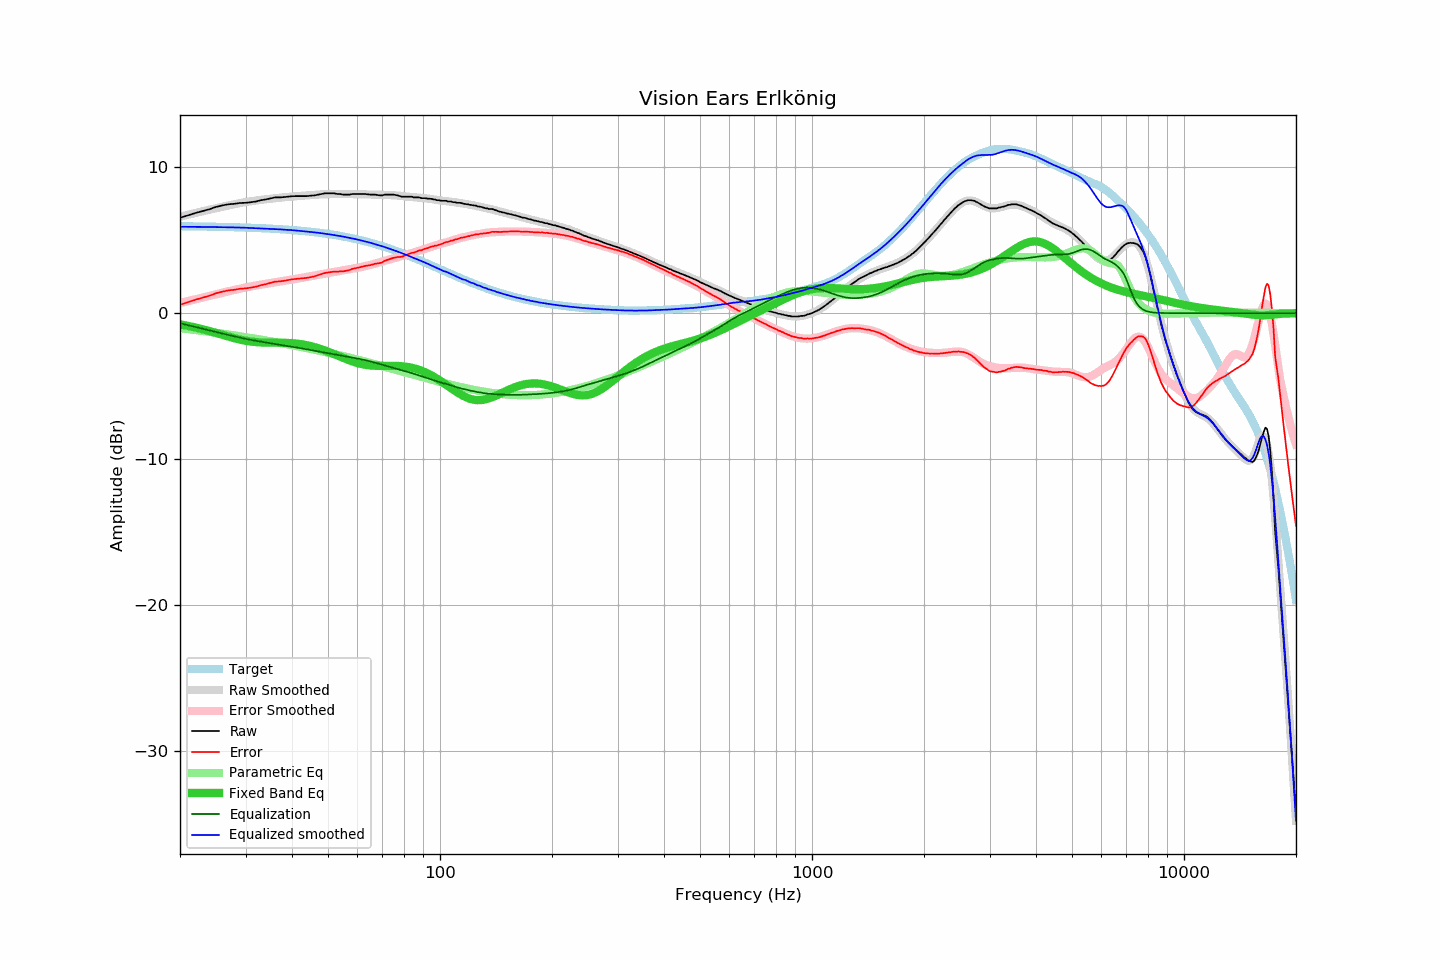 Vision Ears Erlkönig
10
0
−10
−20
−30
Amplitude (dBr)
Target
Raw Smoothed
Error Smoothed
Raw
Error
Parametric Eq
Fixed Band Eq
Equalization
Equalized smoothed
100
1000
10000
Frequency (Hz)